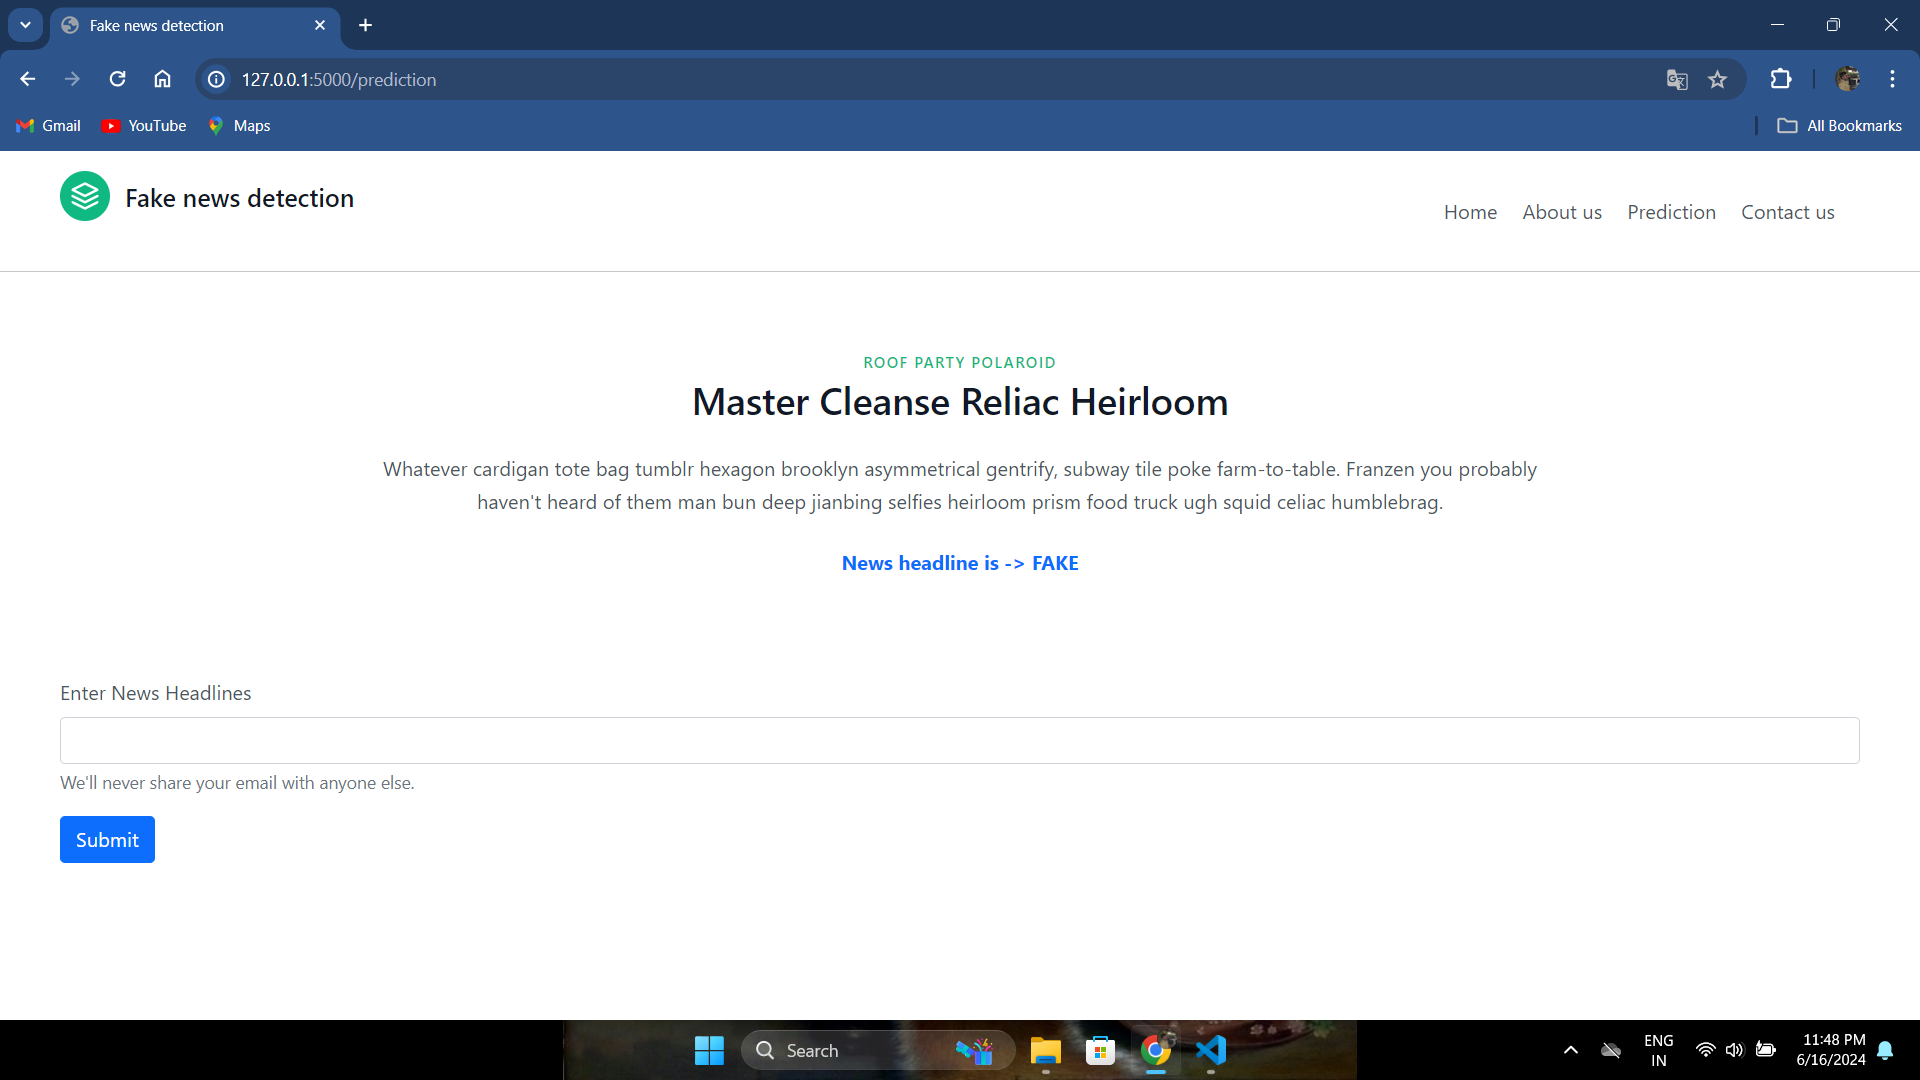 Fake news detection
127.0.0.1:5000/prediction
Gmail YouTube Maps All Bookmarks
Fake news detection
Home About us Prediction Contact us
ROOF PARTY POLAROID
Master Cleanse Reliac Heirloom
Whatever cardigan tote bag tumblr hexagon brooklyn asymmetrical gentrify, subway tile poke farm-to-table. Franzen you probably
haven't heard of them man bun deep jianbing selfies heirloom prism food truck ugh squid celiac humblebrag.
News headline is -> FAKE
Enter News Headlines
We'll never share your email with anyone else.
Submit
Search
ENG
IN
11:48 PM
6/16/2024